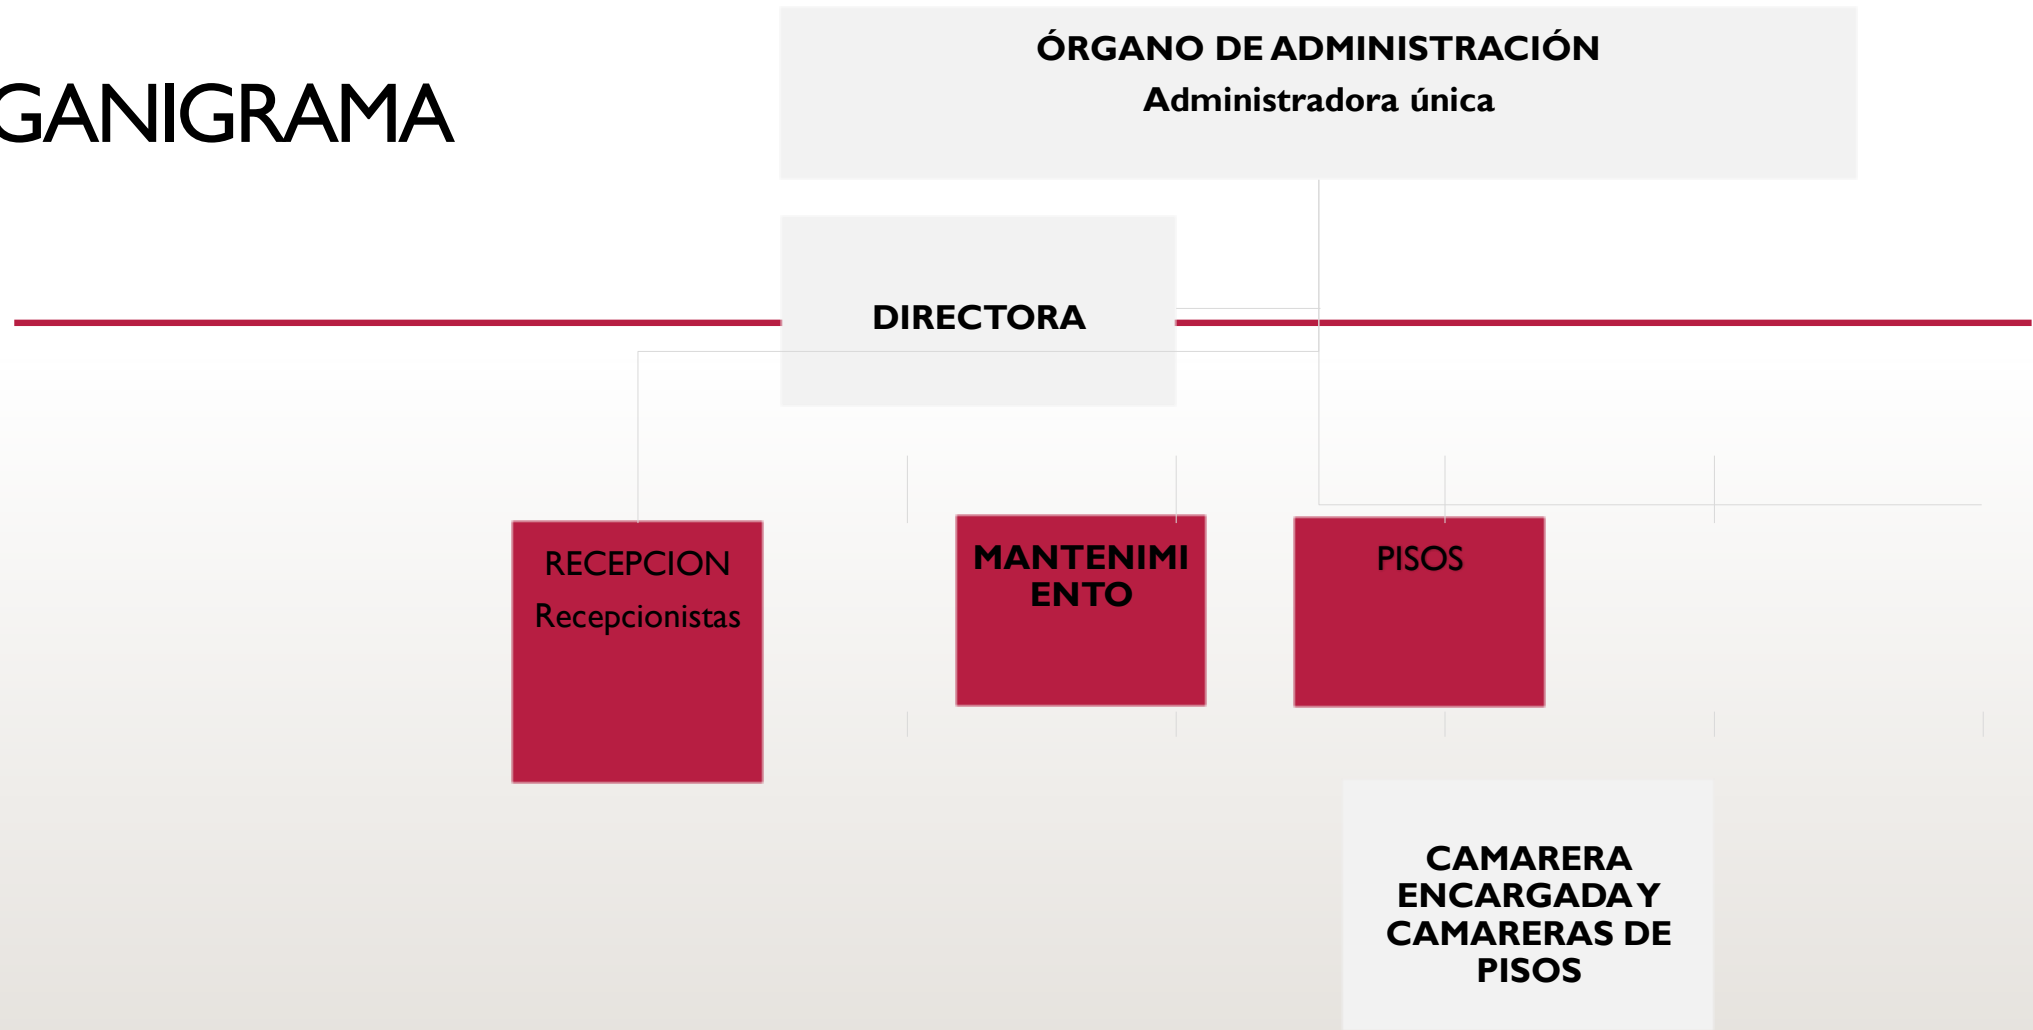 GANIGRAMA
ÓRGANO DE ADMINISTRACIÓN
Administradora única
DIRECTORA
RECEPCION
Recepcionistas
MANTENIMI
ENTO
PISOS
CAMARERA
ENCARGADA Y
CAMARERAS DE
PISOS